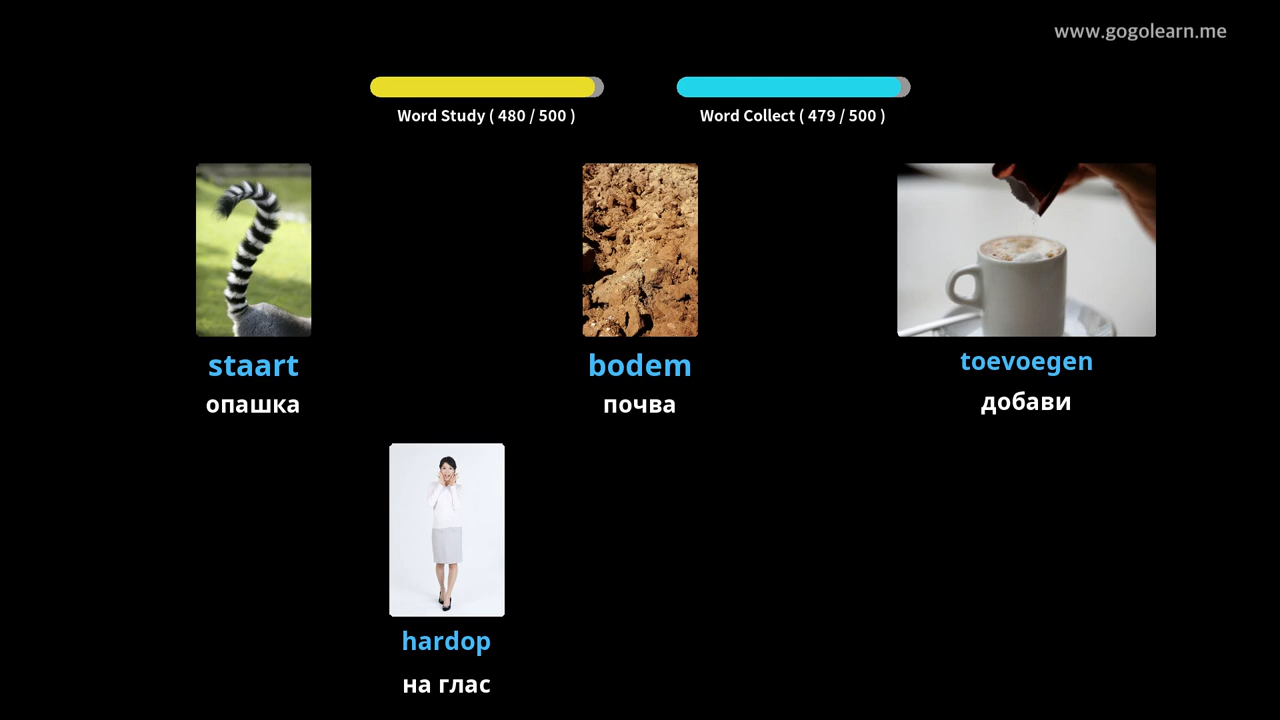 www.gogolearn.me
Word Study ( 480 / 500 )
Word Collect ( 479 / 500 )
staart
опашка
bodem
почва
toevoegen
добави
hardop
на глас